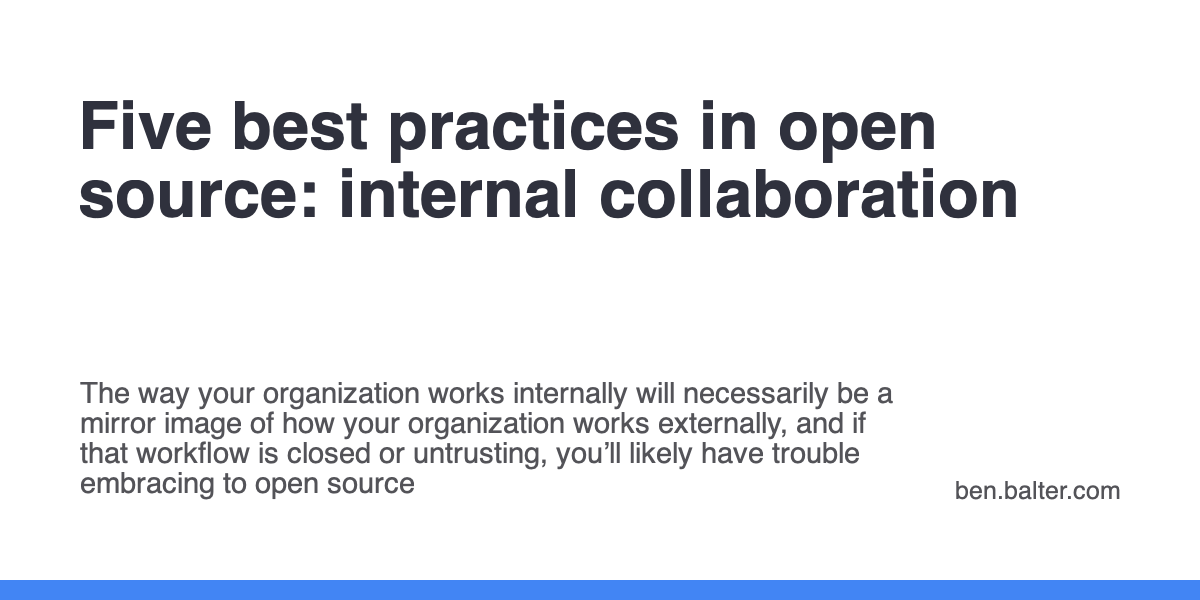 Five best practices in open
source: internal collaboration
The way your organization works internally will necessarily be a
mirror image of how your organization works externally, and if
that workflow is closed or untrusting, you’ll likely have trouble
embracing to open source
ben.balter.com